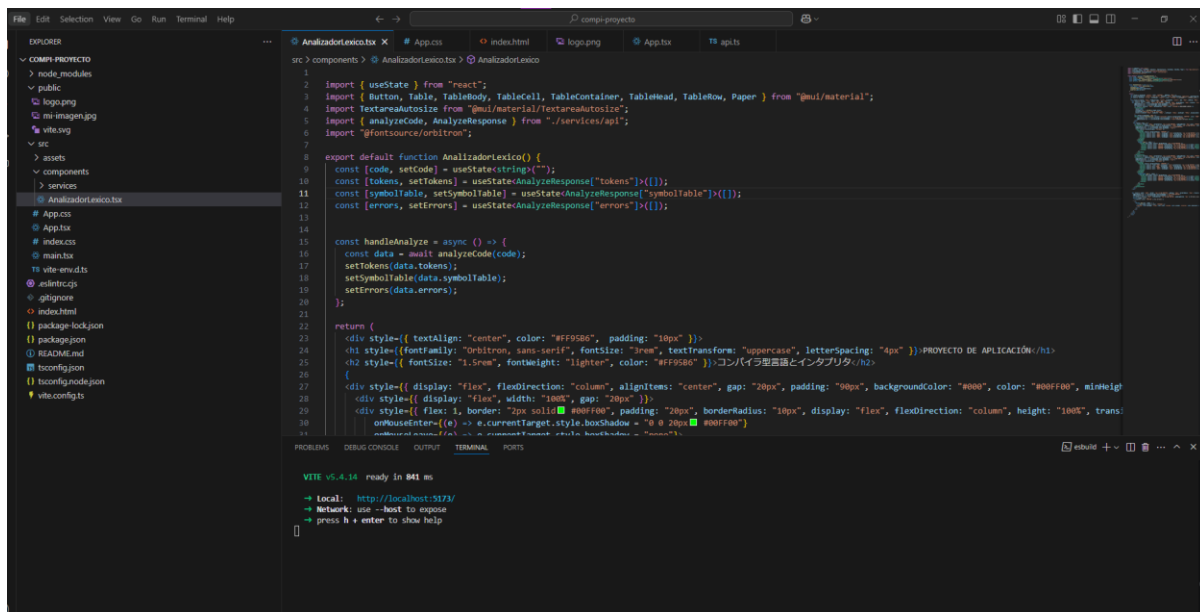 File Edit Selection View Go Run Terminal Help
compi-proyecto
EXPLORER
COMPI-PROYECTO
node_modules
public
logo.png
mi-imagen.jpg
vite.svg
src
assets
components
services
AnalizadorLexico.tsx
# App.css
App.tsx
# index.css
main.tsx
TS vite-env.d.ts
.eslintrc.cjs
.gitignore
<> index.html
{} package-lock.json
{} package.json
README.md
tsconfig.json
{} tsconfig.node.json
vite.config.ts
AnalizadorLexico.tsx # App.css <> index.html logo.png App.tsx TS api.ts
src > components > AnalizadorLexico.tsx > AnalizadorLexico
1
2 import { useState } from "react";
3 import { Button, Table, TableBody, TableCell, TableContainer, TableHead, TableRow, Paper } from "@mui/material";
4 import TextareaAutosize from "@mui/material/TextareaAutosize";
5 import { analyzeCode, AnalyzeResponse } from "./services/api";
6 import "@fontsource/orbitron";
7
8 export default function AnalizadorLexico() {
9 const [code, setCode] = useState<string>("");
10 const [tokens, setTokens] = useState<AnalyzeResponse["tokens"]>([]);
11 const [symbolTable, setSymbolTable] = useState<AnalyzeResponse["symbolTable"]>([]);
12 const [errors, setErrors] = useState<AnalyzeResponse["errors"]>([]);
13
14
15 const handleAnalyze = async () => {
16 const data = await analyzeCode(code);
17 setTokens(data.tokens);
18 setSymbolTable(data.symbolTable);
19 setErrors(data.errors);
20 };
21
22 return (
23 <div style={{ textAlign: "center", color: "#FF95B6", padding: "10px" }}>
24 <h1 style={{fontFamily: "Orbitron, sans-serif", fontSize: "3rem", textTransform: "uppercase", letterSpacing: "4px" }}>PROYECTO DE APLICACIÓN</h1>
25 <h2 style={{ fontSize: "1.5rem", fontWeight: "lighter", color: "#FF95B6" }}>コンパイラ型言語とインタプリタ</h2>
26 {
27 <div style={{ display: "flex", flexDirection: "column", alignItems: "center", gap: "20px", padding: "90px", backgroundColor: "#000", color: "#00FF00", minHeigh
28 <div style={{ display: "flex", width: "100%", gap: "20px" }}>
29 <div style={{ flex: 1, border: "2px solid #00FF00", padding: "20px", borderRadius: "10px", display: "flex", flexDirection: "column", height: "100%", transi
30 onMouseEnter={(e) => e.currentTarget.style.boxShadow = "0 0 20px #00FF00"}
31 onMouseLeave={(e) => e.currentTarget.style.boxShadow = "none"}>
PROBLEMS DEBUG CONSOLE OUTPUT TERMINAL PORTS
esbuild
VITE v5.4.14 ready in 841 ms
→ Local: http://localhost:5173/
→ Network: use --host to expose
→ press h + enter to show help